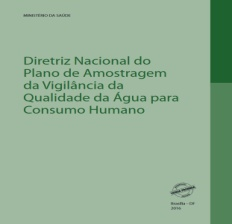 MINISTÉRIO DA SAÚDE
Diretriz Nacional do
Plano de Amostragem
da Vigilância da
Qualidade da Água para
Consumo Humano
Brasília – DF
2016